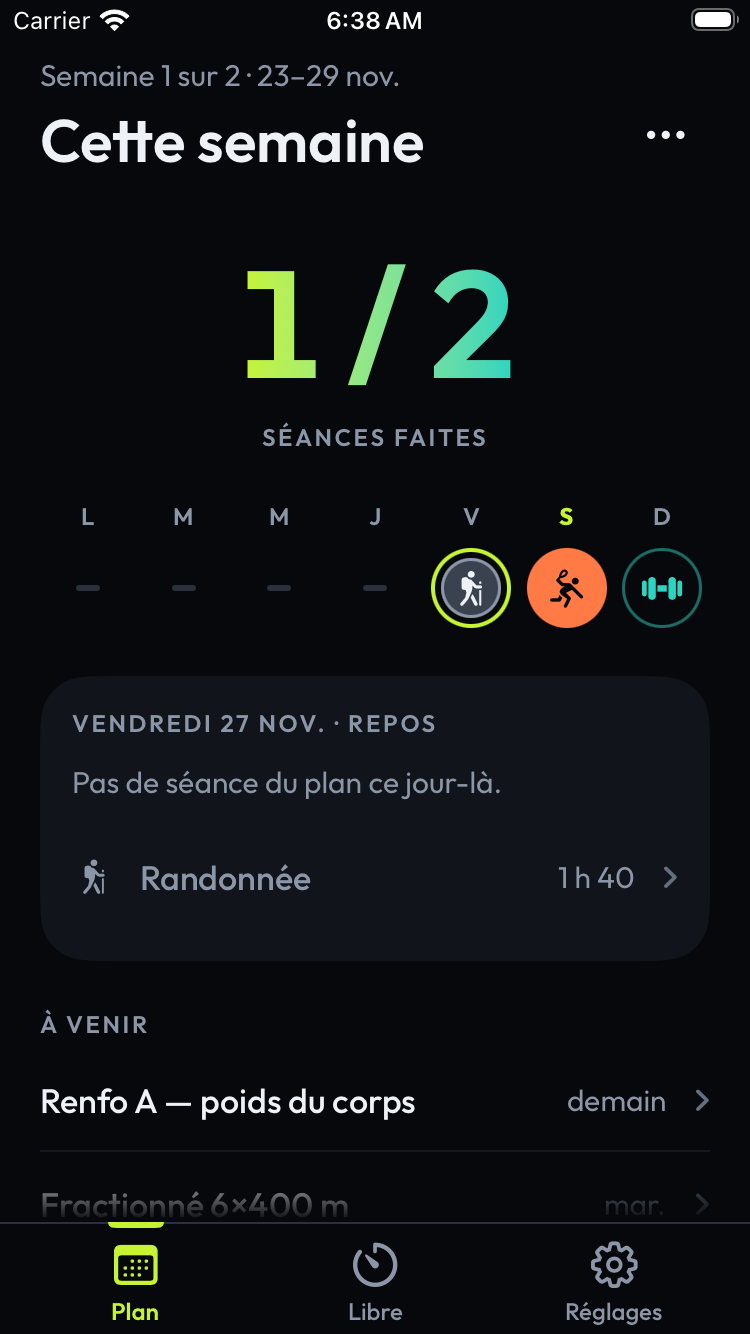 Carrier 6:38 AM
Semaine 1 sur 2 · 23–29 nov.
Cette semaine
1/2
SÉANCES FAITES
L M M J V S D
VENDREDI 27 NOV. · REPOS
Pas de séance du plan ce jour-là.
Randonnée 1 h 40
À VENIR
Renfo A — poids du corps demain
Fractionné 6×400 m mar.
Plan Libre Réglages